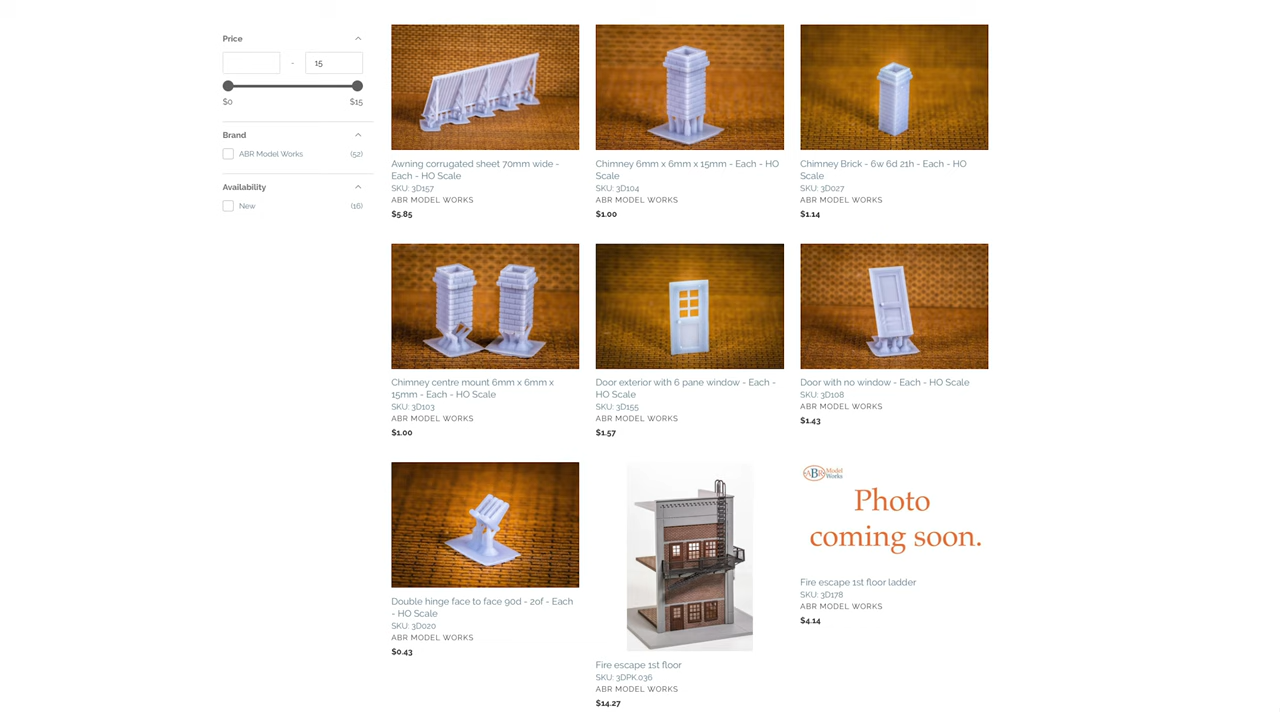 Price
-
15
$0
$15
Brand
ABR Model Works
(52)
Availability
New
(16)
Awning corrugated sheet 70mm wide -
Each - HO Scale
SKU: 3D157
ABR MODEL WORKS
$5.85
Chimney 6mm x 6mm x 15mm - Each - HO
Scale
SKU: 3D104
ABR MODEL WORKS
$1.00
Chimney Brick - 6w 6d 21h - Each - HO
Scale
SKU: 3D027
ABR MODEL WORKS
$1.14
Chimney centre mount 6mm x 6mm x
15mm - Each - HO Scale
SKU: 3D103
ABR MODEL WORKS
$1.00
Door exterior with 6 pane window - Each -
HO Scale
SKU: 3D155
ABR MODEL WORKS
$1.57
Door with no window - Each - HO Scale
SKU: 3D108
ABR MODEL WORKS
$1.43
Double hinge face to face 90d - 2of - Each
- HO Scale
SKU: 3D020
ABR MODEL WORKS
$0.43
Fire escape 1st floor
SKU: 3DPK.036
ABR MODEL WORKS
$14.27
ABR Model
Works
Photo
coming soon.
Fire escape 1st floor ladder
SKU: 3D178
ABR MODEL WORKS
$4.14